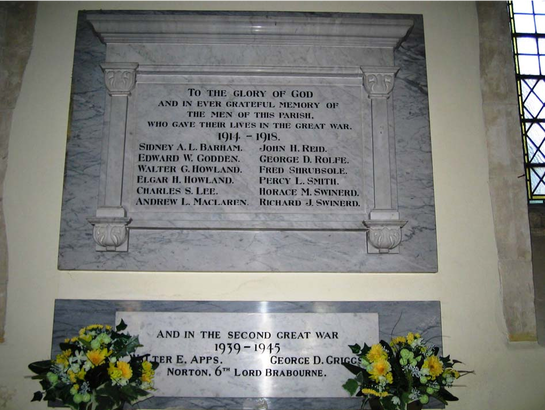 TO THE GLORY OF GOD
AND IN EVER GRATEFUL MEMORY OF
THE MEN OF THIS PARISH,
WHO GAVE THEIR LIVES IN THE GREAT WAR.
1914 - 1918.
SIDNEY A. L. BARHAM. JOHN H. REID.
EDWARD W. GODDEN. GEORGE D. ROLFE.
WALTER G. HOWLAND. FRED SHRUBSOLE.
ELGAR H. HOWLAND. PERCY L. SMITH.
CHARLES S. LEE. HORACE M. SWINERD.
ANDREW L. MACLAREN. RICHARD J. SWINERD.
AND IN THE SECOND GREAT WAR
1939 - 1945
TER E. APPS. GEORGE D. GRIGGS
NORTON, 6TH LORD BRABOURNE.